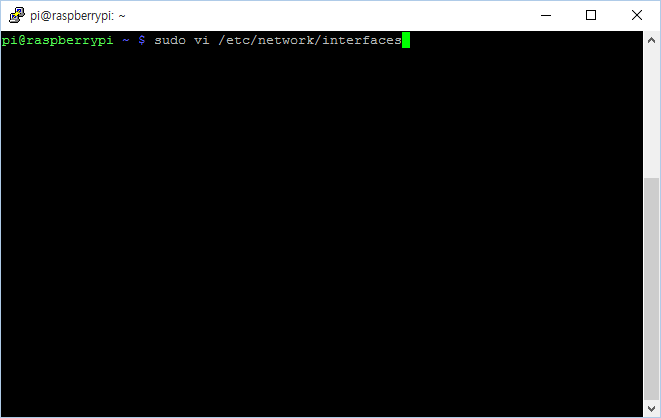 pi@raspberrypi: ~
pi@raspberrypi ~ $ sudo vi /etc/network/interfaces